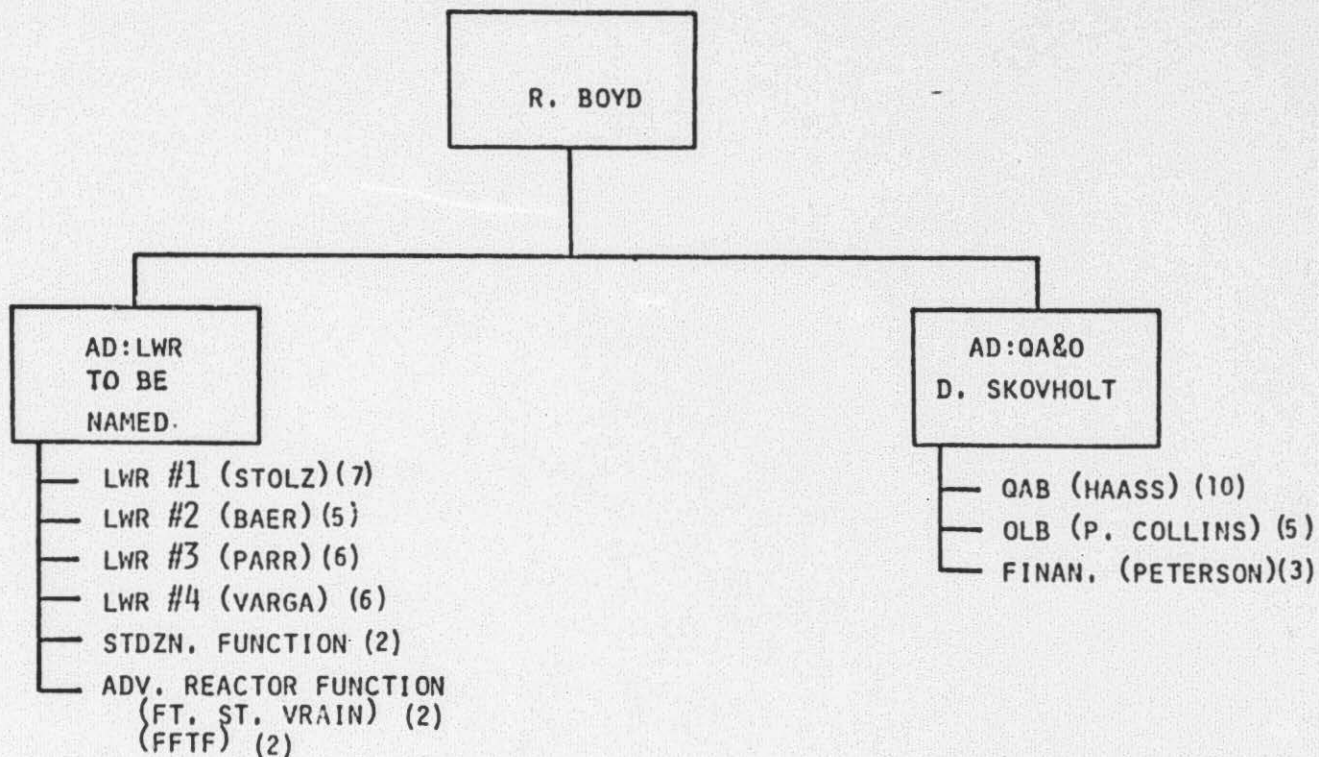 R. BOYD
AD:LWR
TO BE
NAMED.
LWR #1 (STOLZ)(7)
LWR #2 (BAER)(5)
LWR #3 (PARR)(6)
LWR #4 (VARGA) (6)
STDZN. FUNCTION (2)
ADV. REACTOR FUNCTION
(FT. ST. VRAIN) (2)
(FFTF) (2)
AD:QA&O
D. SKOVHOLT
QAB (HAASS) (10)
OLB (P. COLLINS) (5)
FINAN. (PETERSON)(3)